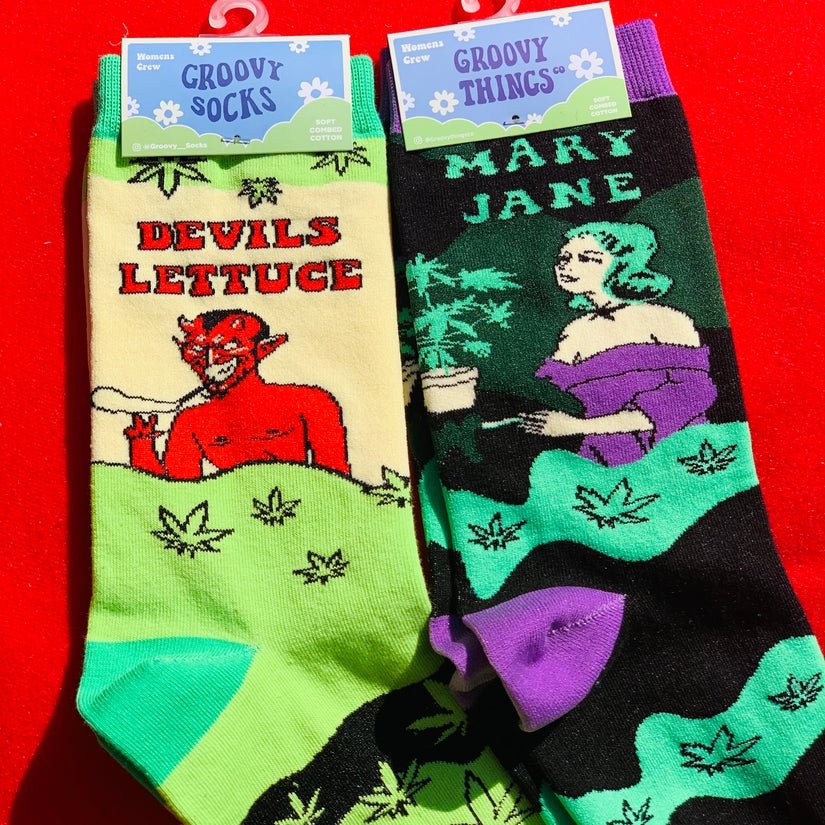 Womens
Crew
GROOVY
SOCKS
SOFT
COMBED
COTTON
@Groovy__Socks
DEVILS
LETTUCE
Womens
Crew
GROOVY
THINGS CO
SOFT
COMBED
COTTON
@Groovythingsco
MARY
JANE